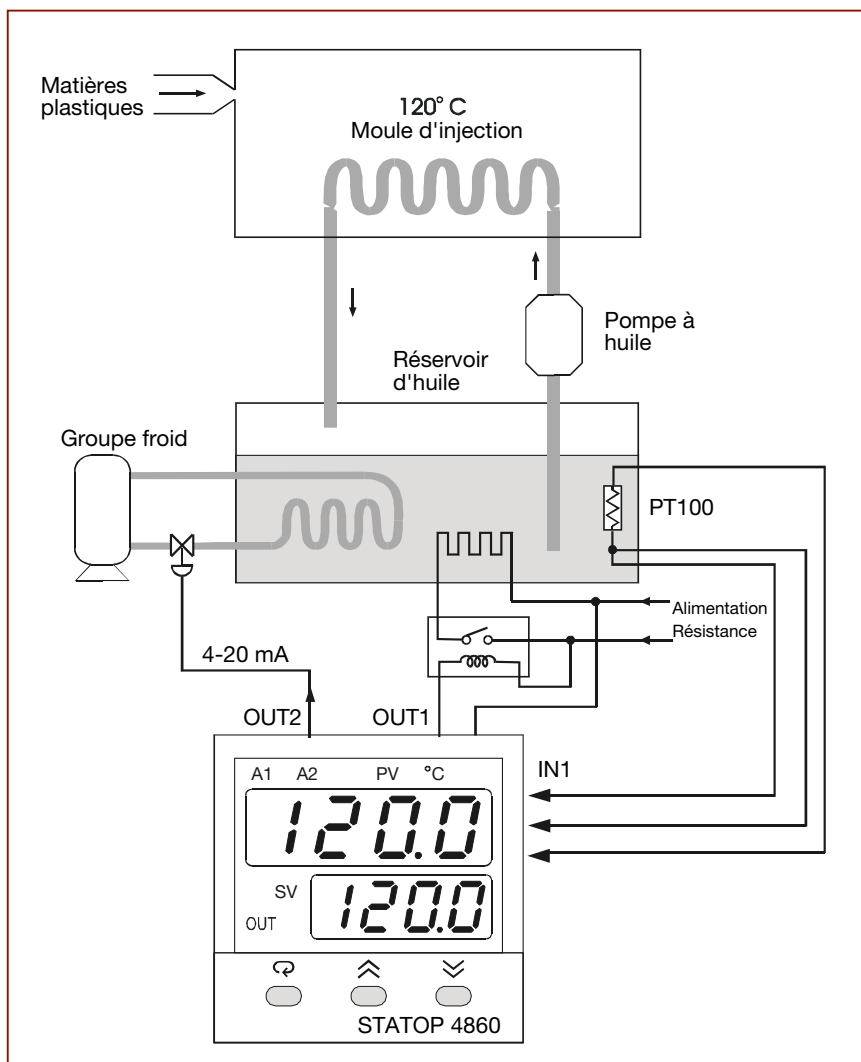 Matières
plastiques
120° C
Moule d'injection
Pompe à
huile
Réservoir
d'huile
Groupe froid
PT100
Alimentation
Résistance
4-20 mA
OUT2
OUT1
IN1
A1 A2 PV °C
120.0
SV
120.0
OUT
STATOP 4860